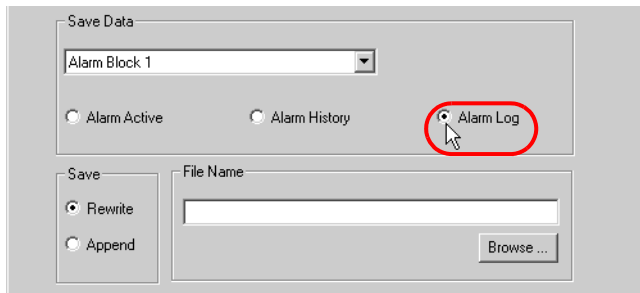 Save Data
Alarm Block 1
Alarm Active Alarm History Alarm Log
Save
Rewrite
Append
File Name
Browse ...